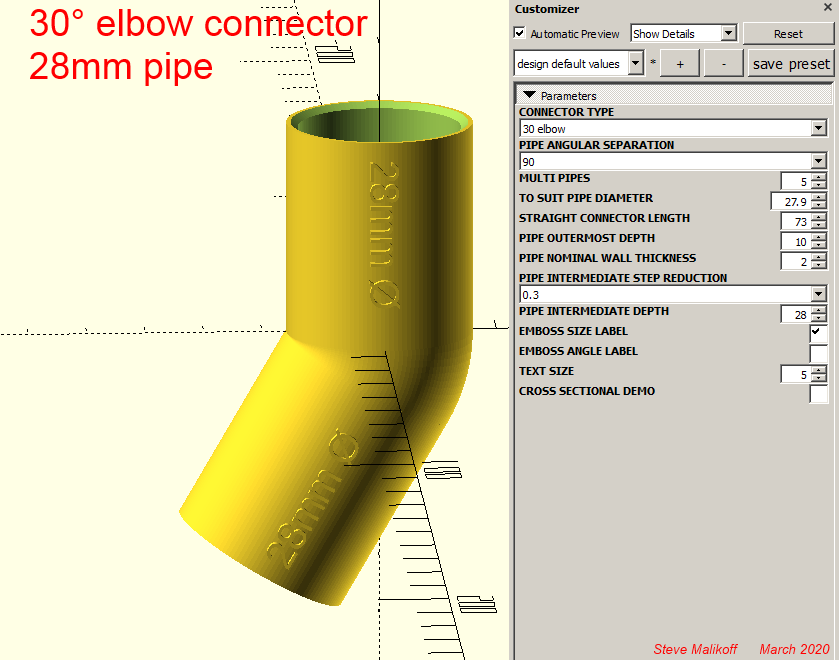 30° elbow connector
28mm pipe
28mm Ø
28mm Ø
Customizer
Automatic Preview
Show Details
Reset
design default values
*
+
-
save preset
Parameters
CONNECTOR TYPE
30 elbow
PIPE ANGULAR SEPARATION
90
MULTI PIPES 5
TO SUIT PIPE DIAMETER 27.9
STRAIGHT CONNECTOR LENGTH 73
PIPE OUTERMOST DEPTH 10
PIPE NOMINAL WALL THICKNESS 2
PIPE INTERMEDIATE STEP REDUCTION
0.3
PIPE INTERMEDIATE DEPTH 28
EMBOSS SIZE LABEL
EMBOSS ANGLE LABEL
TEXT SIZE 5
CROSS SECTIONAL DEMO
Steve Malikoff March 2020